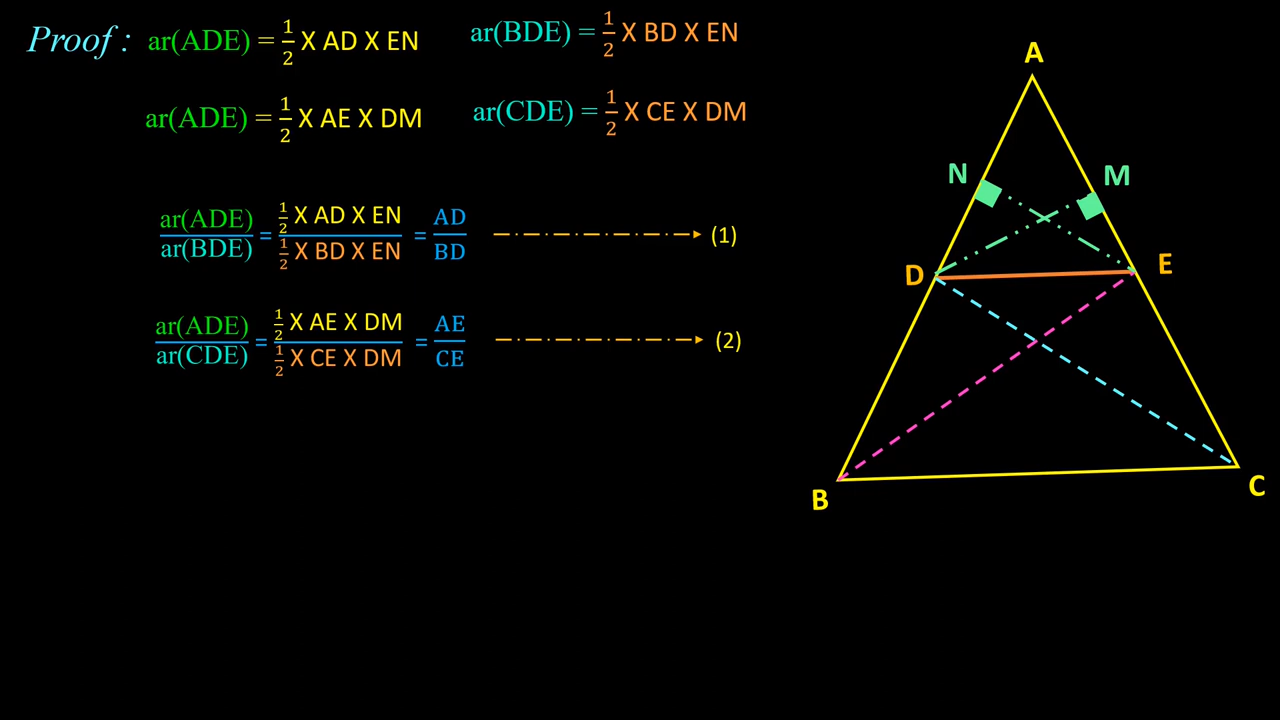 Proof : ar(ADE) = 1/2 X AD X EN ar(BDE) = 1/2 X BD X EN
ar(ADE) = 1/2 X AE X DM ar(CDE) = 1/2 X CE X DM
ar(ADE)/ar(BDE) = (1/2 X AD X EN)/(1/2 X BD X EN) = AD/BD (1)
ar(ADE)/ar(CDE) = (1/2 X AE X DM)/(1/2 X CE X DM) = AE/CE (2)
A
N M
D E
B C